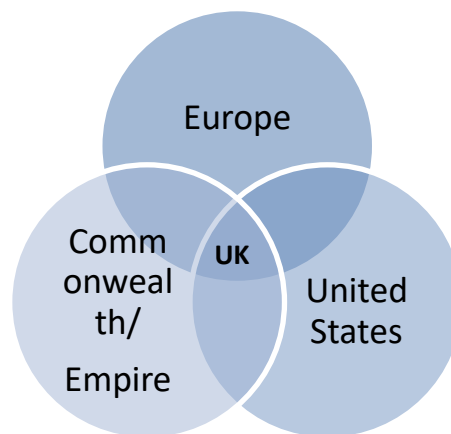 Europe
UK
Comm
onweal
th/
Empire
United
States